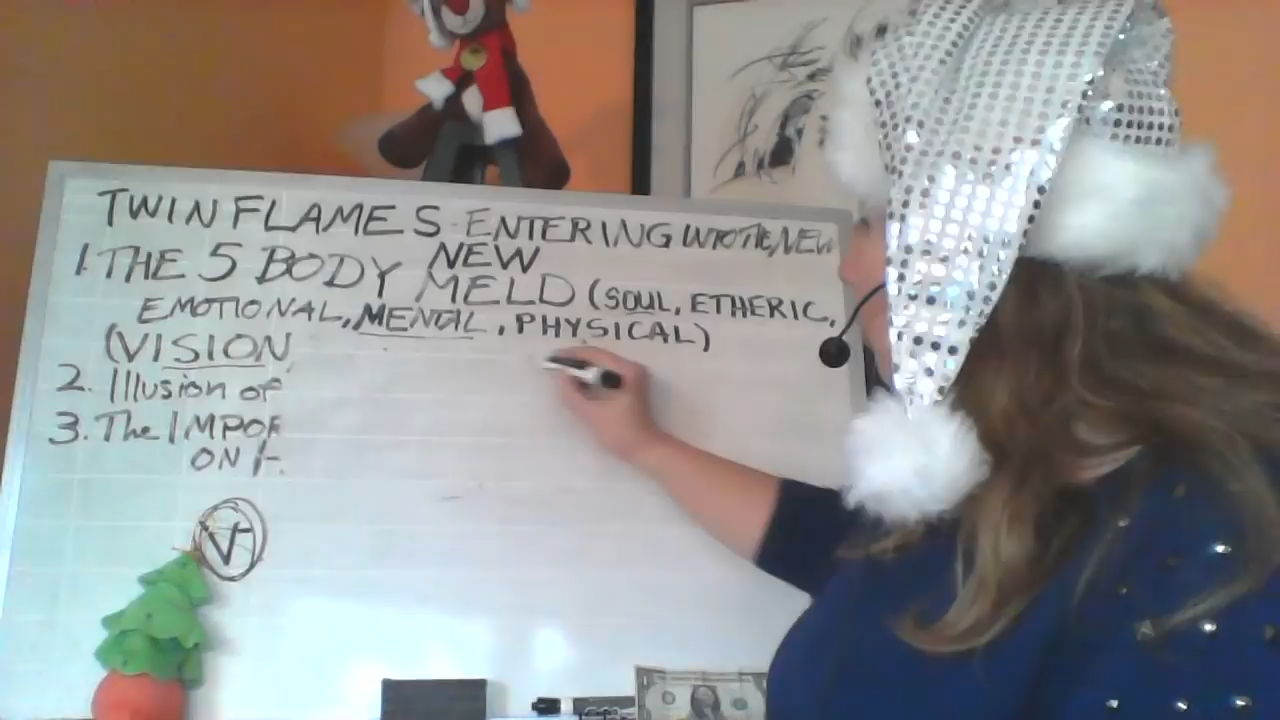 TWIN FLAMES-ENTERING INTO THE NEW
NEW
1. THE 5 BODY MELD (SOUL, ETHERIC,
EMOTIONAL, MENTAL, PHYSICAL)
(VISION
2. Illusion of
3. The IMPOR
ON
V